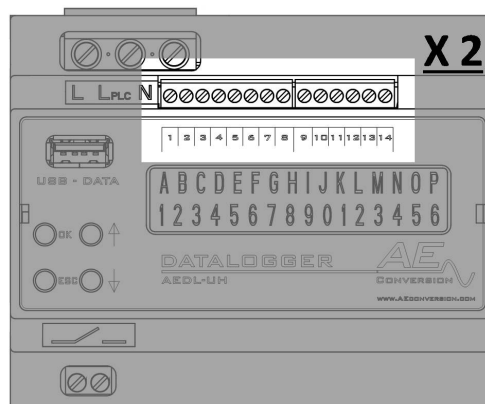 X 2
L LPLC N
1 2 3 4 5 6 7 8 9 10 11 12 13 14
USB - DATA
ABCDEFGHIJKLMNOP
1234567890123456
OK
ESC
DATALOGGER
AEDL-UH
AE
CONVERSION
WWW.AECONVERSION.COM